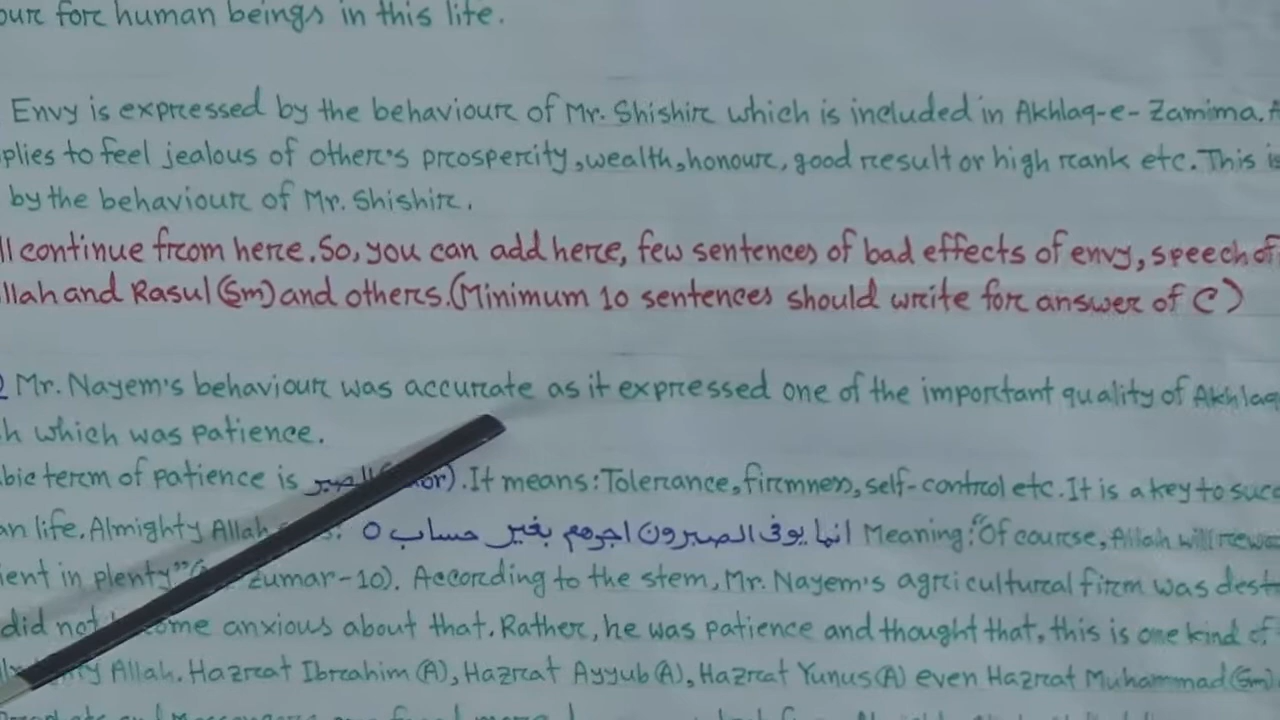 our for human beings in this life.
Envy is expressed by the behaviour of Mr. Shishir which is included in Akhlaq-e-Zamima.
plies to feel jealous of other's prosperity, wealth, honour, good result or high rank etc. This is
by the behaviour of Mr. Shishir.
ll continue from here. So, you can add here, few sentences of bad effects of envy, speech of
llah and Rasul (Sm) and others. (Minimum 10 sentences should write for answer of C)
Mr. Nayem's behaviour was accurate as it expressed one of the important quality of Akhlaq
h which was patience.
bic term of patience is الصبر or). It means: Tolerance, firmness, self-control etc. It is a key to succ
an life. Almighty Allah انما يوفى الصبرون اجرهم بغير حساب ο Meaning: "Of course, Allah will rewa
ient in plenty" Zumar-10). According to the stem, Mr. Nayem's agricultural firm was dest
did not become anxious about that. Rather, he was patience and thought that, this is one kind of
Allah. Hazrat Ibrahim (A), Hazrat Ayyub (A), Hazrat Yunus (A) even Hazrat Muhammad (Sm)